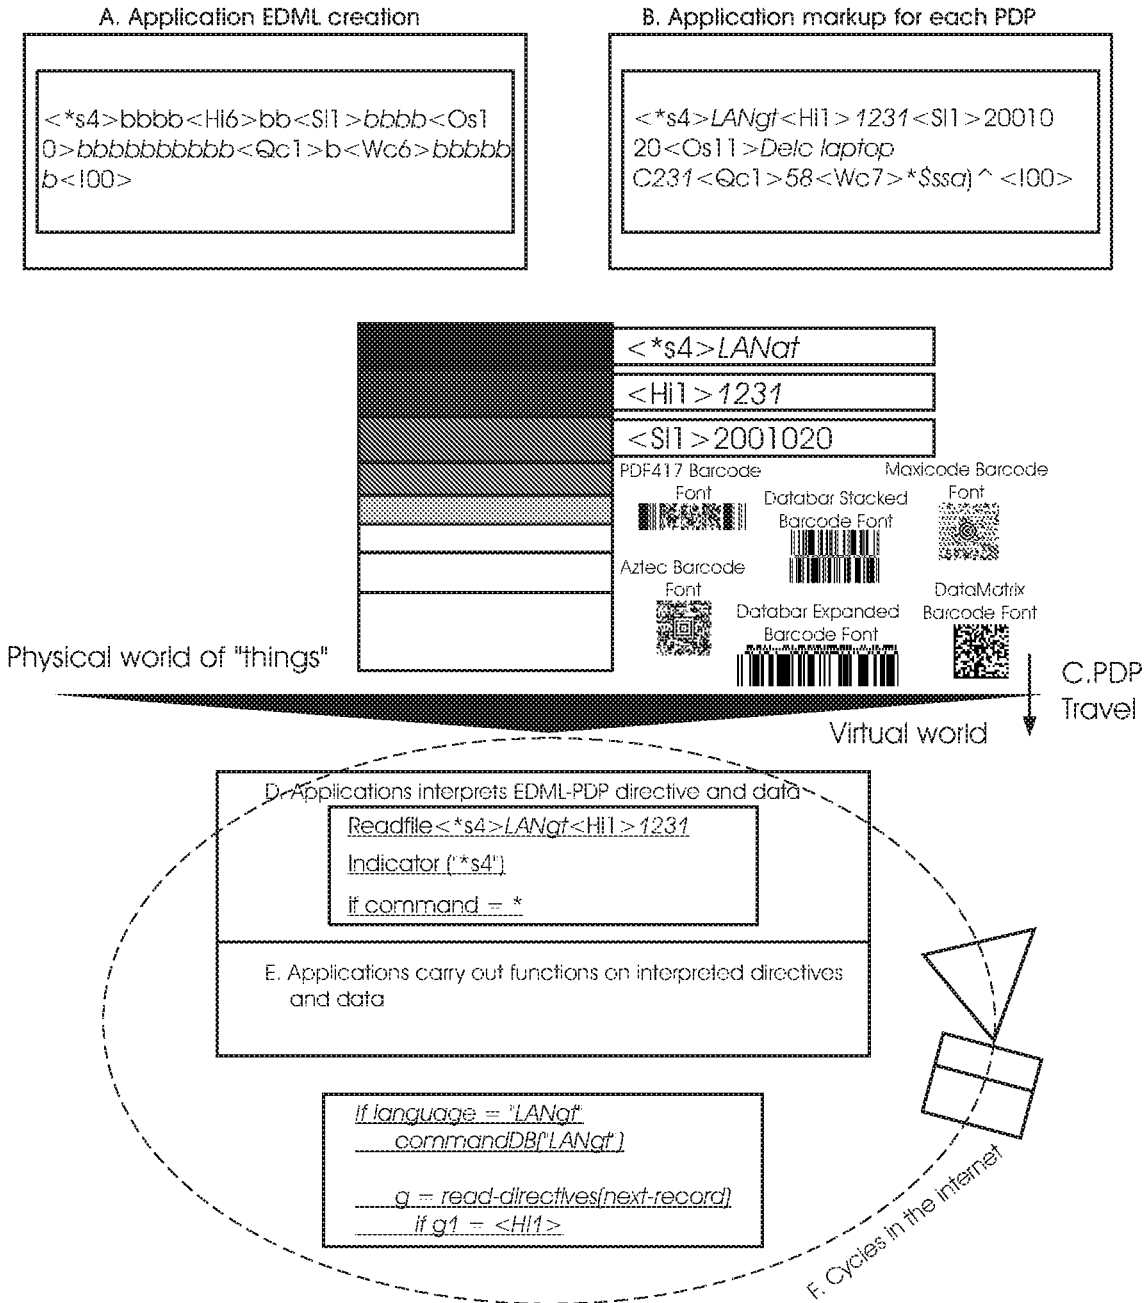 A. Application EDML creation
<*s4>bbbb<Hi6>bb<Sl1>bbbb<Os1
0>bbbbbbbbbb<Qc1>b<Wc6>bbbbb
b<!00>
B. Application markup for each PDP
<*s4>LANgt<Hi1>1231<Sl1>20010
20<Os11>Delc laptop
C231<Qc1>58<Wc7>*$ssa)^<!00>
<*s4>LANgt
<Hi1>1231
<Sl1>2001020
PDF417 Barcode
Font
Databar Stacked
Barcode Font
Maxicode Barcode
Font
Aztec Barcode
Font
Databar Expanded
Barcode Font
DataMatrix
Barcode Font
Physical world of "things"
C.PDP
Travel
Virtual world
D. Applications interprets EDML-PDP directive and data
Readfile<*s4>LANgt<Hi1>1231
Indicator ("*s4")
if command = *
E. Applications carry out functions on interpreted directives
and data
if language = "LANgt"
commandDB("LANgt")
g = read-directives(next-record)
if g1 = <Hi1>
F. Cycles in the internet